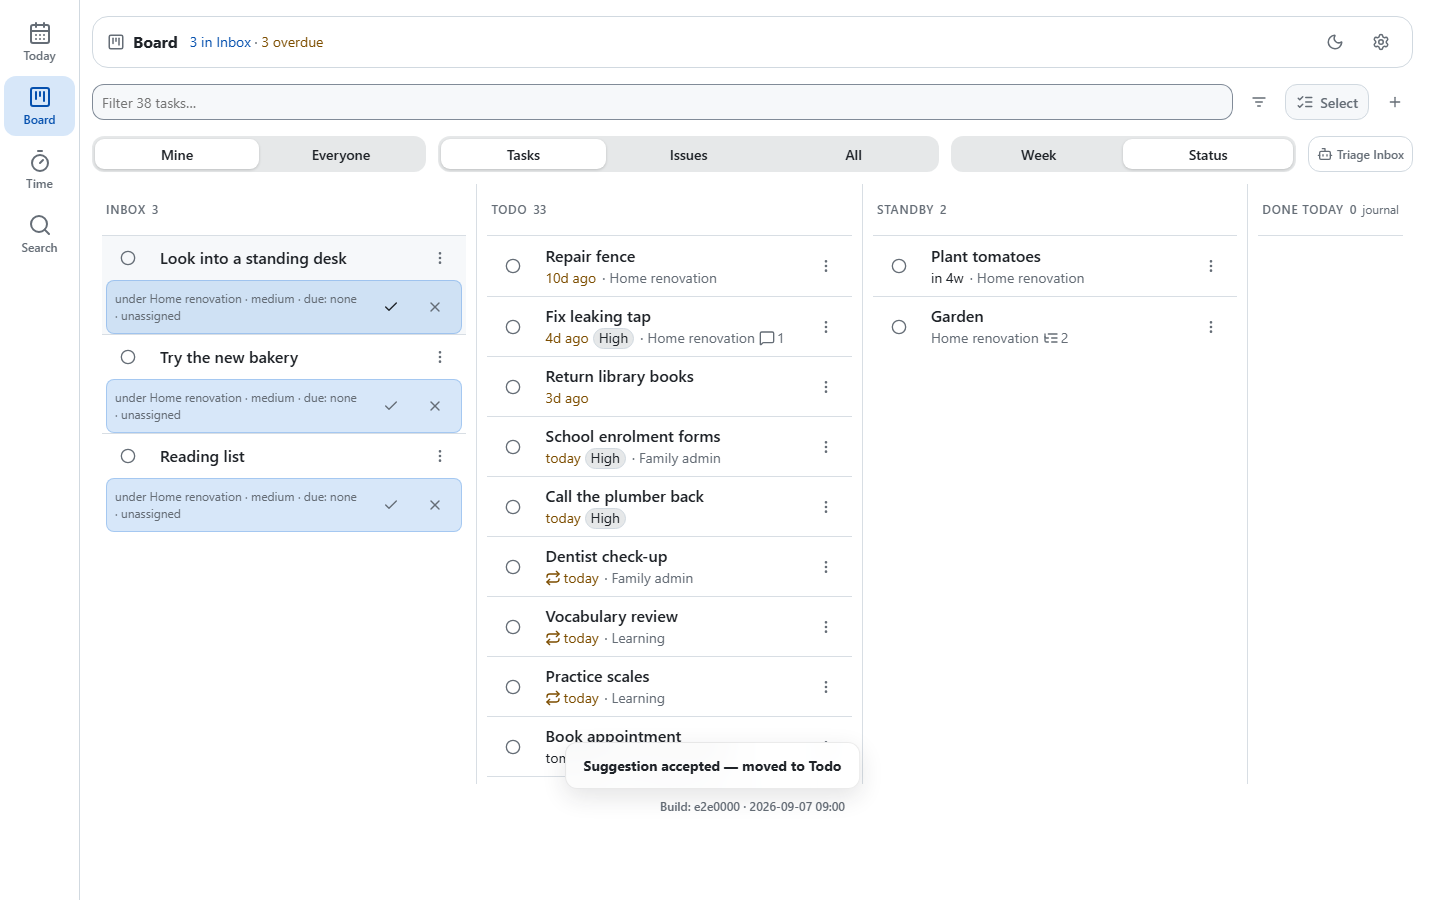 Today
Board
Time
Search
Board 3 in Inbox · 3 overdue
Filter 38 tasks...
Select
Mine
Everyone
Tasks
Issues
All
Week
Status
Triage Inbox
INBOX 3
Look into a standing desk
under Home renovation · medium · due: none
· unassigned
Try the new bakery
under Home renovation · medium · due: none
· unassigned
Reading list
under Home renovation · medium · due: none
· unassigned
TODO 33
Repair fence
10d ago · Home renovation
Fix leaking tap
4d ago High · Home renovation 1
Return library books
3d ago
School enrolment forms
today High · Family admin
Call the plumber back
today High
Dentist check-up
today · Family admin
Vocabulary review
today · Learning
Practice scales
today · Learning
Book appointment
STANDBY 2
Plant tomatoes
in 4w · Home renovation
Garden
Home renovation 2
DONE TODAY 0 journal
Suggestion accepted — moved to Todo
Build: e2e0000 · 2026-09-07 09:00